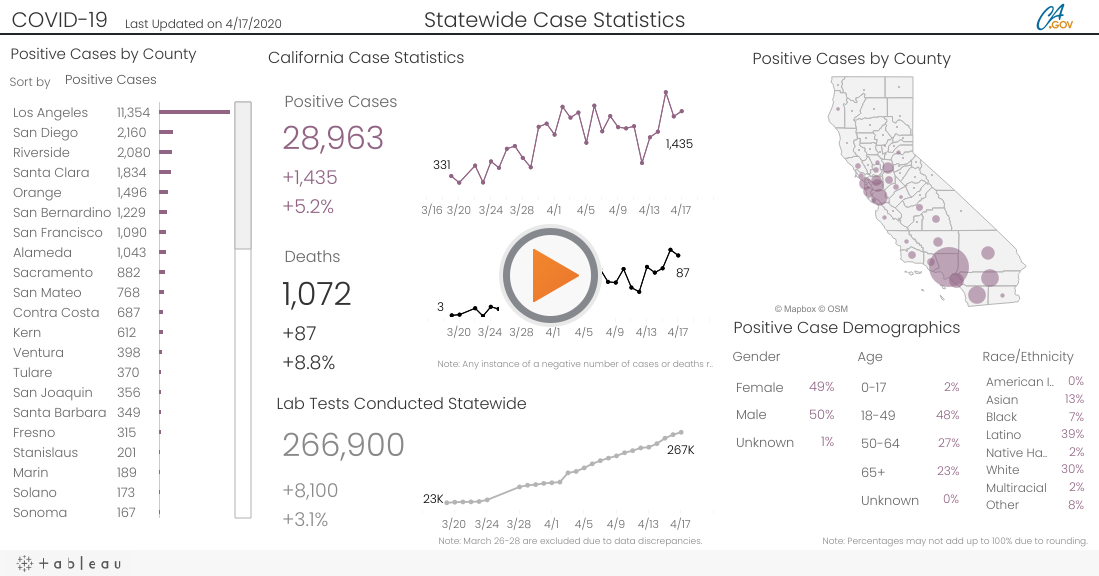 COVID-19 Last Updated on 4/17/2020
Statewide Case Statistics
CA.GOV
Positive Cases by County
Sort by Positive Cases
Los Angeles 11,354
San Diego 2,160
Riverside 2,080
Santa Clara 1,834
Orange 1,496
San Bernardino 1,229
San Francisco 1,090
Alameda 1,043
Sacramento 882
San Mateo 768
Contra Costa 687
Kern 612
Ventura 398
Tulare 370
San Joaquin 356
Santa Barbara 349
Fresno 315
Stanislaus 201
Marin 189
Solano 173
Sonoma 167
California Case Statistics
Positive Cases
28,963
+1,435
+5.2%
331
1,435
3/16 3/20 3/24 3/28 4/1 4/5 4/9 4/13 4/17
Deaths
1,072
+87
+8.8%
3
87
3/20 3/24 3/28 4/1 4/5 4/9 4/13 4/17
Note: Any instance of a negative number of cases or deaths r..
Lab Tests Conducted Statewide
266,900
+8,100
+3.1%
23K
267K
3/20 3/24 3/28 4/1 4/5 4/9 4/13 4/17
Note: March 26-28 are excluded due to data discrepancies.
Positive Cases by County
© Mapbox © OSM
Positive Case Demographics
Gender
Female 49%
Male 50%
Unknown 1%
Age
0-17 2%
18-49 48%
50-64 27%
65+ 23%
Unknown 0%
Race/Ethnicity
American I.. 0%
Asian 13%
Black 7%
Latino 39%
Native Ha.. 2%
White 30%
Multiracial 2%
Other 8%
Note: Percentages may not add up to 100% due to rounding.
+ a b l e a u